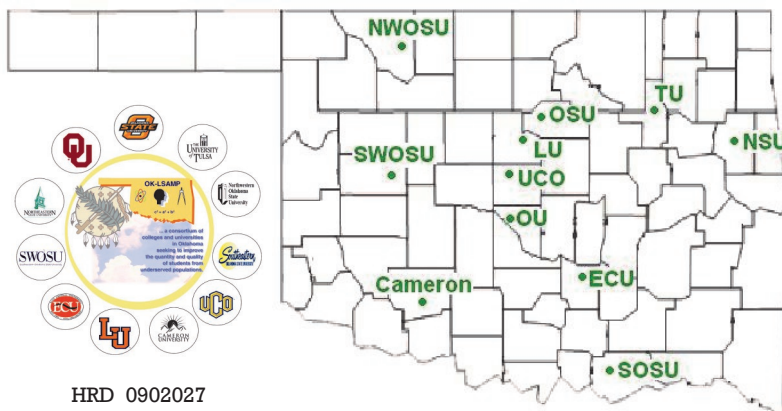 NWOSU
TU
OSU
NSU
LU
SWOSU
UCO
OU
ECU
Cameron
SOSU
STATE
OU
THE
UNIVERSITY
of TULSA
Northwestern
Oklahoma
State
University
NORTHEASTERN
SWOSU
Southeastern
ECU
UCO
LU
CAMERON
UNIVERSITY
OK-LSAMP
... a consortium of
colleges and universities
in Oklahoma
seeking to improve
the quantity and quality
of students from
underserved populations.
HRD 0902027